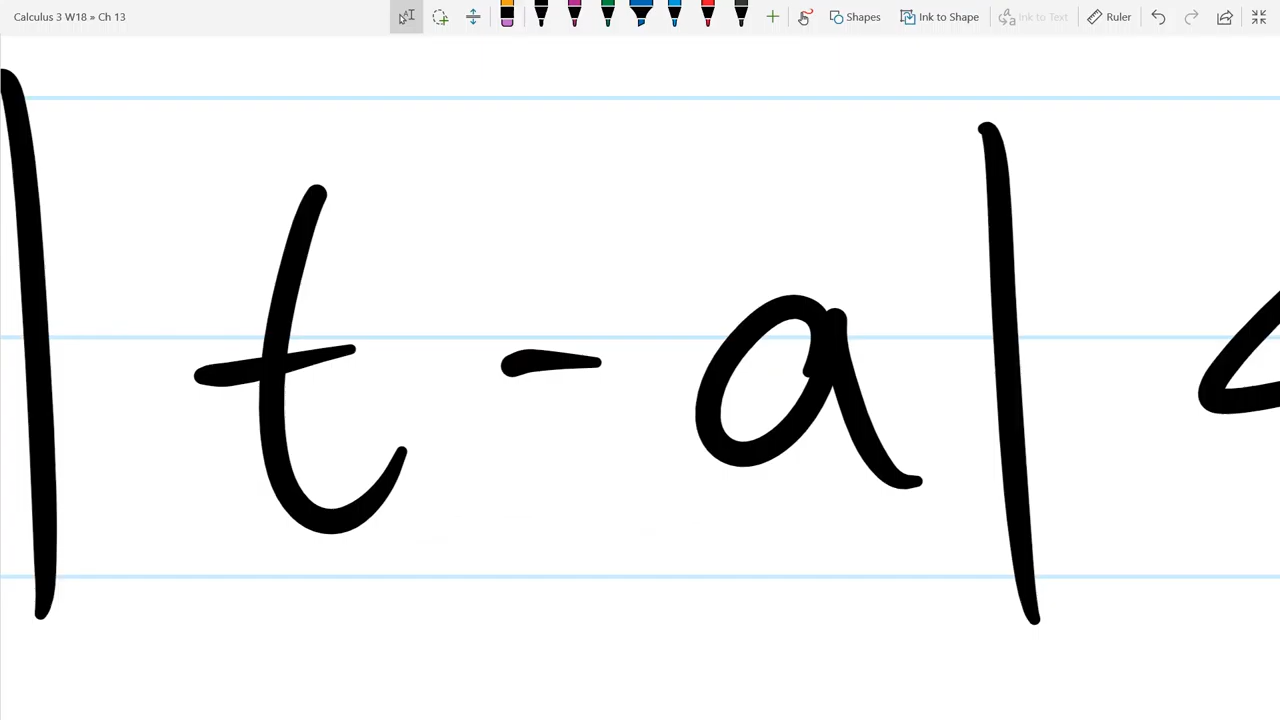 Calculus 3 W18 » Ch 13
Shapes
Ink to Shape
Ink to Text
Ruler
| t - a | <